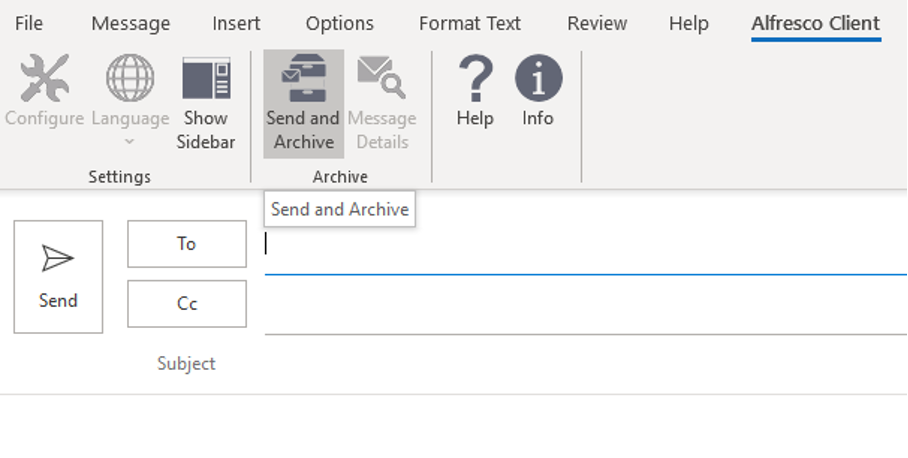 File Message Insert Options Format Text Review Help Alfresco Client
Configure Language Show Sidebar Send and Archive Message Details Help Info
Settings Archive
Send and Archive
To
Send
Cc
Subject